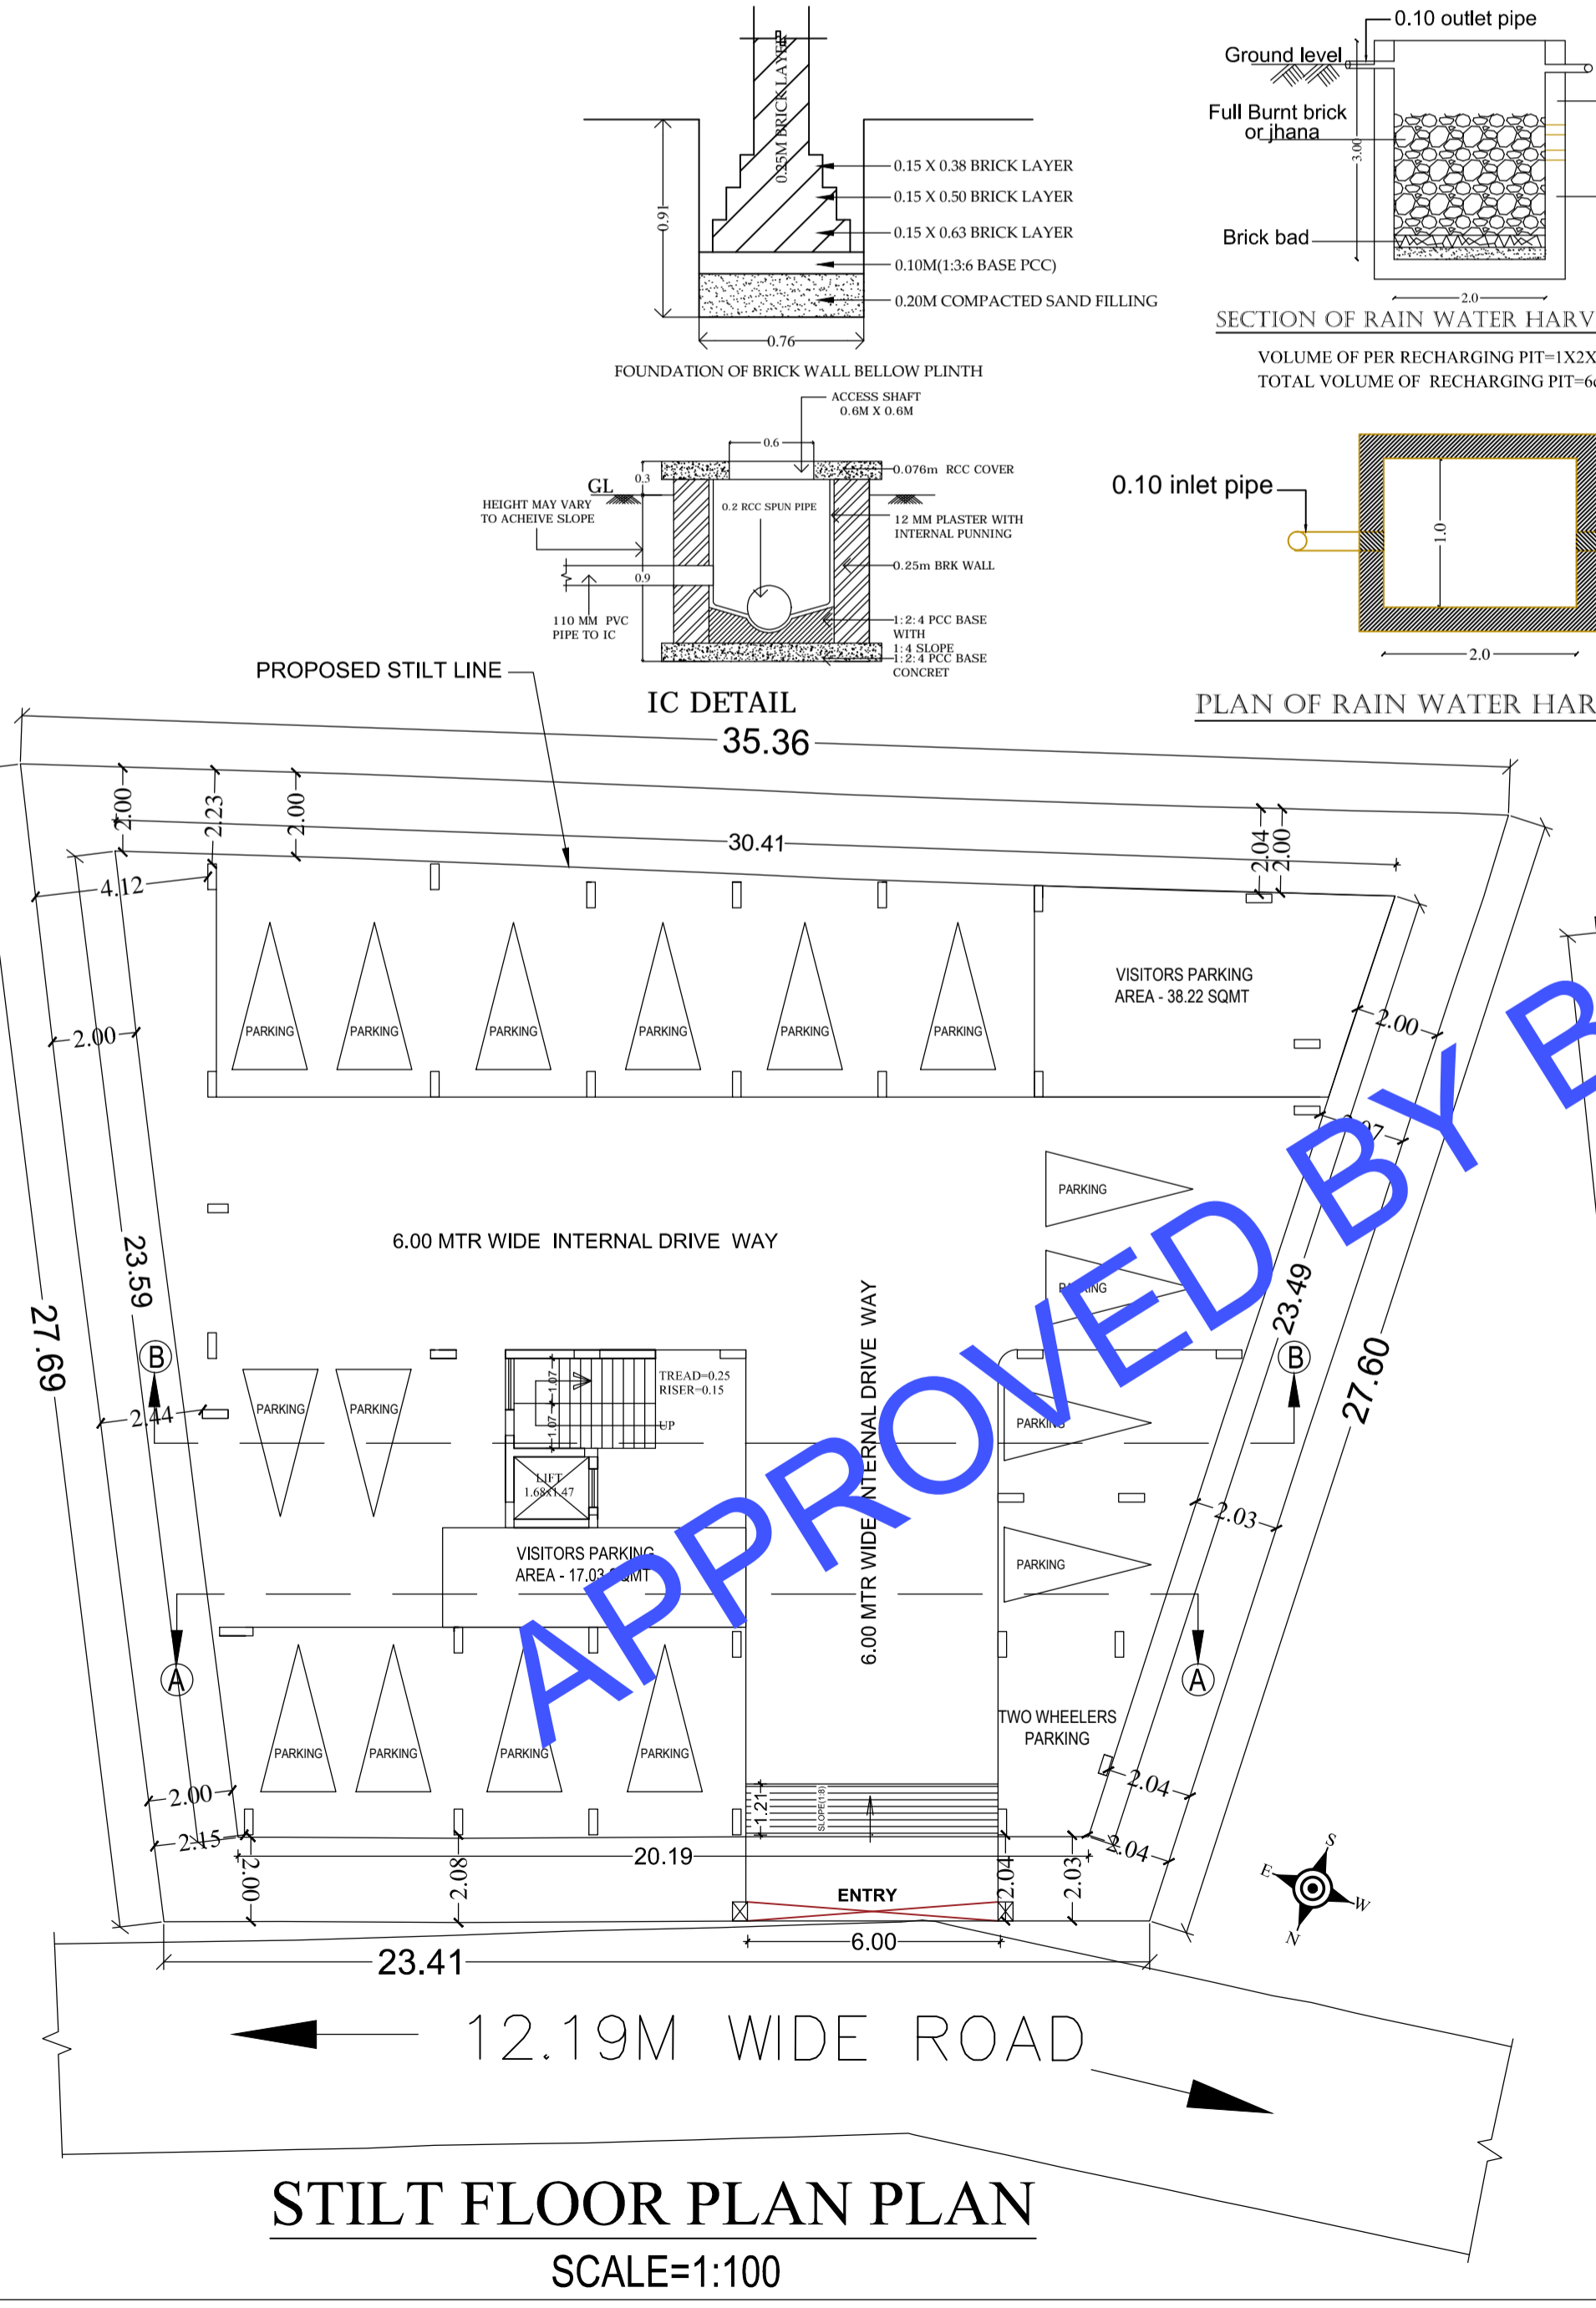 0.25M BRICK LAYER
0.15 X 0.38 BRICK LAYER
0.15 X 0.50 BRICK LAYER
0.15 X 0.63 BRICK LAYER
0.10M(1:3:6 BASE PCC)
0.20M COMPACTED SAND FILLING
0.91
0.76
FOUNDATION OF BRICK WALL BELLOW PLINTH
0.10 outlet pipe
Ground level
Full Burnt brick
or jhana
3.00
Brick bad
2.0
SECTION OF RAIN WATER HARV
VOLUME OF PER RECHARGING PIT=1X2X
TOTAL VOLUME OF RECHARGING PIT=6
ACCESS SHAFT
0.6M X 0.6M
0.6
0.3
GL
0.076m RCC COVER
HEIGHT MAY VARY
TO ACHEIVE SLOPE
0.2 RCC SPUN PIPE
12 MM PLASTER WITH
INTERNAL PUNNING
0.25m BRK WALL
0.9
110 MM PVC
PIPE TO IC
1:2:4 PCC BASE
WITH
1:4 SLOPE
1:2:4 PCC BASE
CONCRET
IC DETAIL
0.10 inlet pipe
1.0
2.0
PLAN OF RAIN WATER HAR
PROPOSED STILT LINE
35.36
2.00
2.23
2.00
30.41
2.04
2.00
4.12
PARKING
PARKING
PARKING
PARKING
PARKING
PARKING
VISITORS PARKING
AREA - 38.22 SQMT
2.00
2.00
PARKING
6.00 MTR WIDE INTERNAL DRIVE WAY
PARKING
23.59
27.69
23.49
27.60
B
B
6.00 MTR WIDE INTERNAL DRIVE WAY
TREAD=0.25
RISER=0.15
1.07
1.07
UP
PARKING
PARKING
PARKING
2.44
LIFT
1.68x1.47
2.03
VISITORS PARKING
AREA - 17.03 SQMT
PARKING
A
A
TWO WHEELERS
PARKING
PARKING
PARKING
PARKING
PARKING
2.00
2.15
2.00
2.08
1.21
SLOPE(1:8)
20.19
2.04
2.03
2.04
2.04
ENTRY
6.00
23.41
S
E
W
N
12.19M WIDE ROAD
STILT FLOOR PLAN PLAN
SCALE=1:100
APPROVED BY B